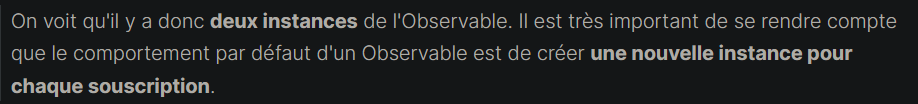 On voit qu'il y a donc deux instances de l'Observable. Il est très important de se rendre compte
que le comportement par défaut d'un Observable est de créer une nouvelle instance pour
chaque souscription.